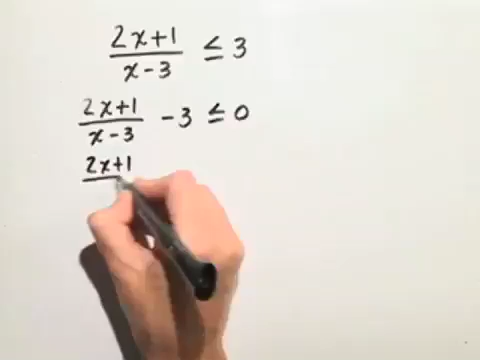 (2x+1)/(x-3) ≤ 3
(2x+1)/(x-3) -3 ≤ 0
2x+1